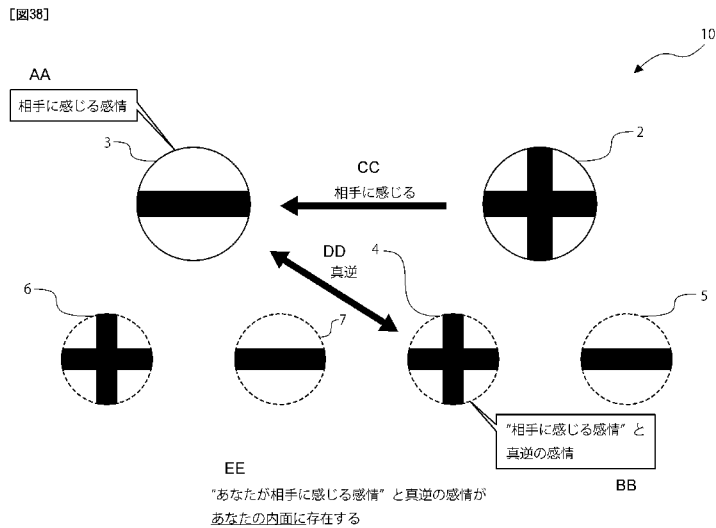 [図38]
10
AA
相手に感じる感情
3
2
CC
相手に感じる
DD
真逆
4
6
7
5
"相手に感じる感情" と
真逆の感情
BB
EE
"あなたが相手に感じる感情" と真逆の感情が
あなたの内面に存在する